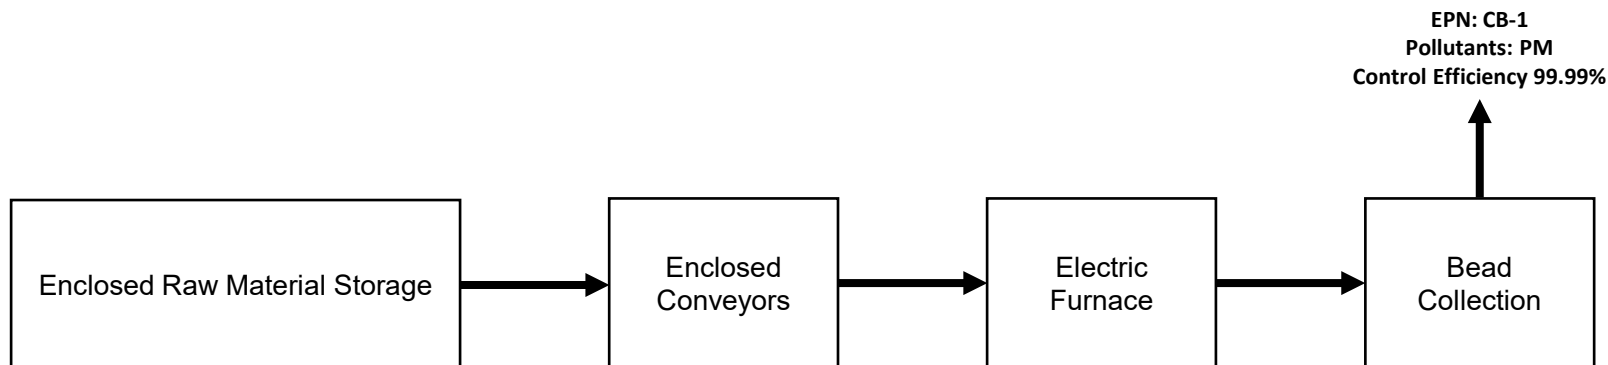 EPN: CB-1
Pollutants: PM
Control Efficiency 99.99%
Enclosed Raw Material Storage
Enclosed
Conveyors
Electric
Furnace
Bead
Collection